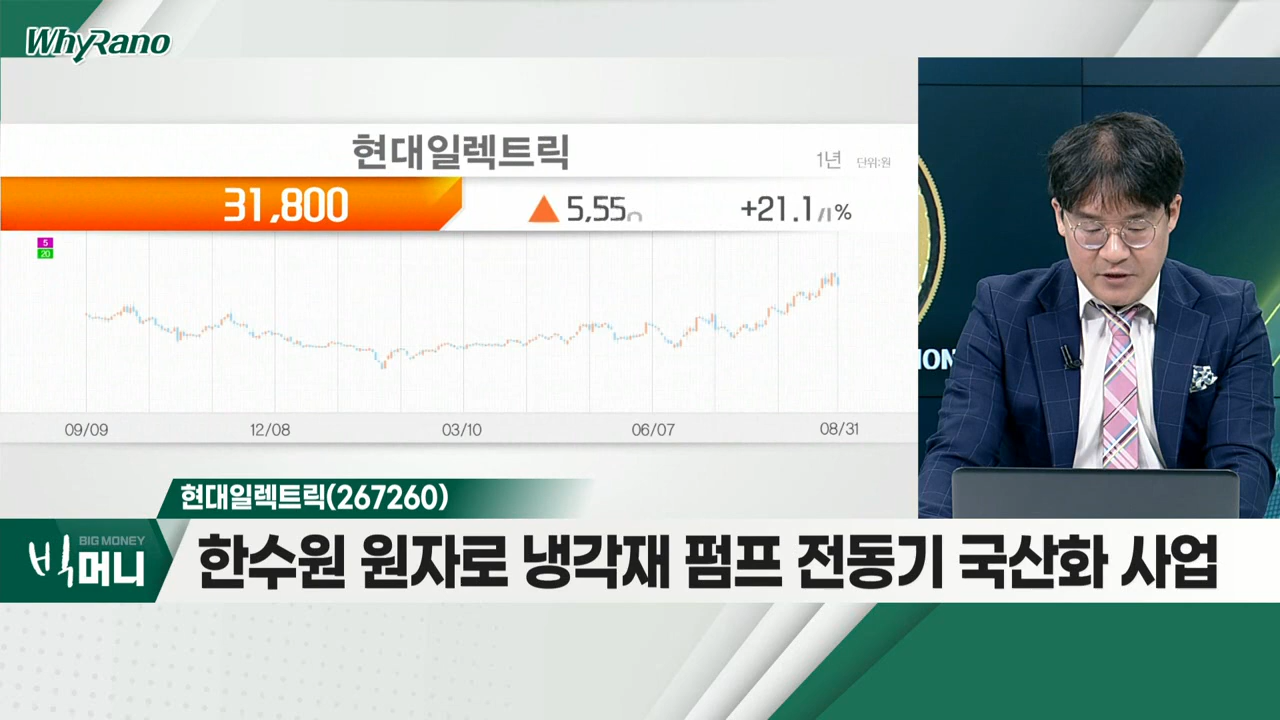 WhyRano
현대일렉트릭
1년 단위:원
31,800
▲ 5,55
+21.1 %
5
20
09/09 12/08 03/10 06/07 08/31
현대일렉트릭(267260)
BIG MONEY
빅머니
한수원 원자로 냉각재 펌프 전동기 국산화 사업